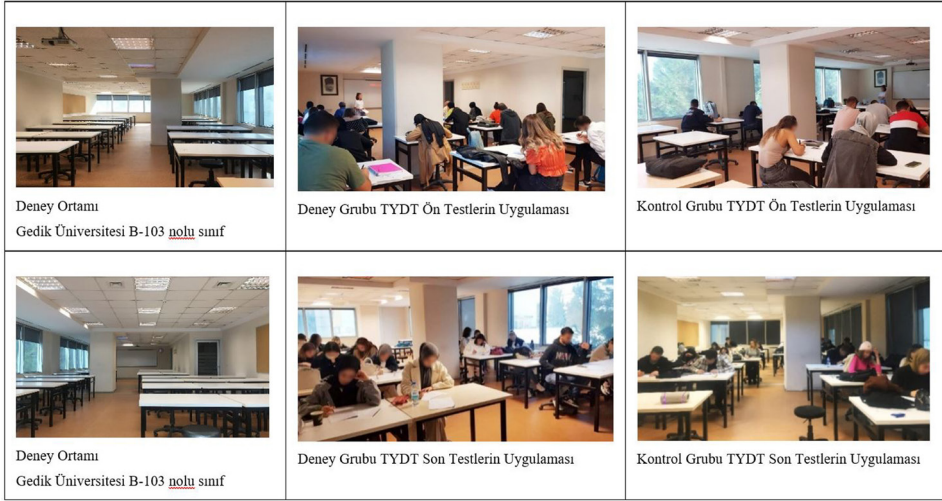 Deney Ortamı
Gedik Üniversitesi B-103 nolu sınıf
Deney Grubu TYDT Ön Testlerin Uygulaması
Kontrol Grubu TYDT Ön Testlerin Uygulaması
Deney Ortamı
Gedik Üniversitesi B-103 nolu sınıf
Deney Grubu TYDT Son Testlerin Uygulaması
Kontrol Grubu TYDT Son Testlerin Uygulaması